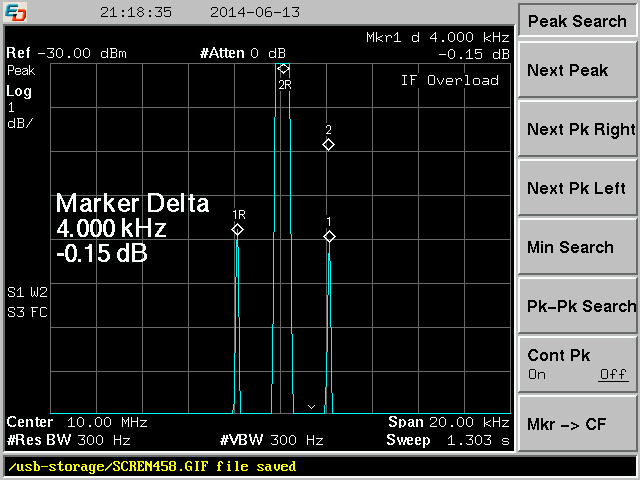 21:18:35 2014-06-13
Peak Search
Mkr1 d 4.000 kHz
Ref -30.00 dBm #Atten 0 dB -0.15 dB
Peak
Log
1
dB/
IF Overload
2R
2
1R
1
Marker Delta
4.000 kHz
-0.15 dB
S1 W2
S3 FC
Center 10.00 MHz Span 20.00 kHz
#Res BW 300 Hz #VBW 300 Hz Sweep 1.303 s
Next Peak
Next Pk Right
Next Pk Left
Min Search
Pk-Pk Search
Cont Pk
On Off
Mkr -> CF
/usb-storage/SCREN458.GIF file saved